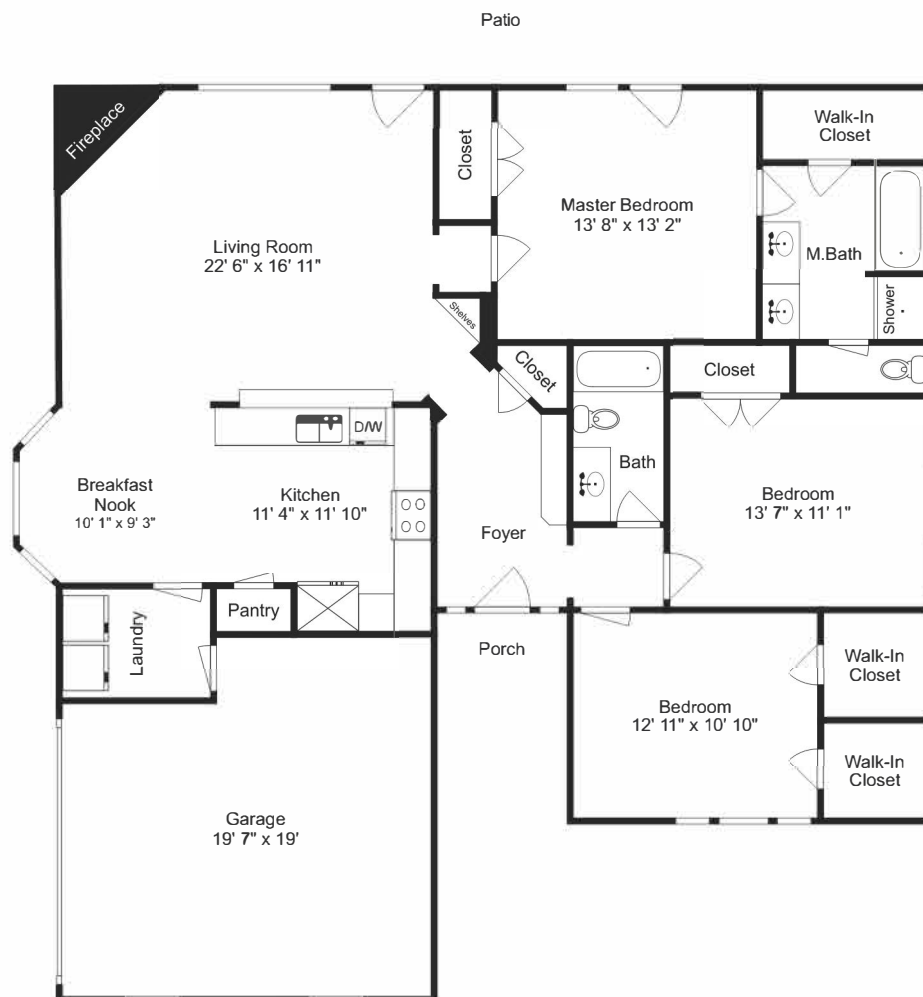 Patio
Fireplace
Closet
Walk-In
Closet
Master Bedroom
13' 8" x 13' 2"
Living Room
22' 6" x 16' 11"
M.Bath
Shelves
Shower
Closet
Closet
D/W
Breakfast
Nook
10' 1" x 9' 3"
Kitchen
11' 4" x 11' 10"
Bath
Bedroom
13' 7" x 11' 1"
Foyer
Laundry
Pantry
Porch
Walk-In
Closet
Bedroom
12' 11" x 10' 10"
Walk-In
Closet
Garage
19' 7" x 19'